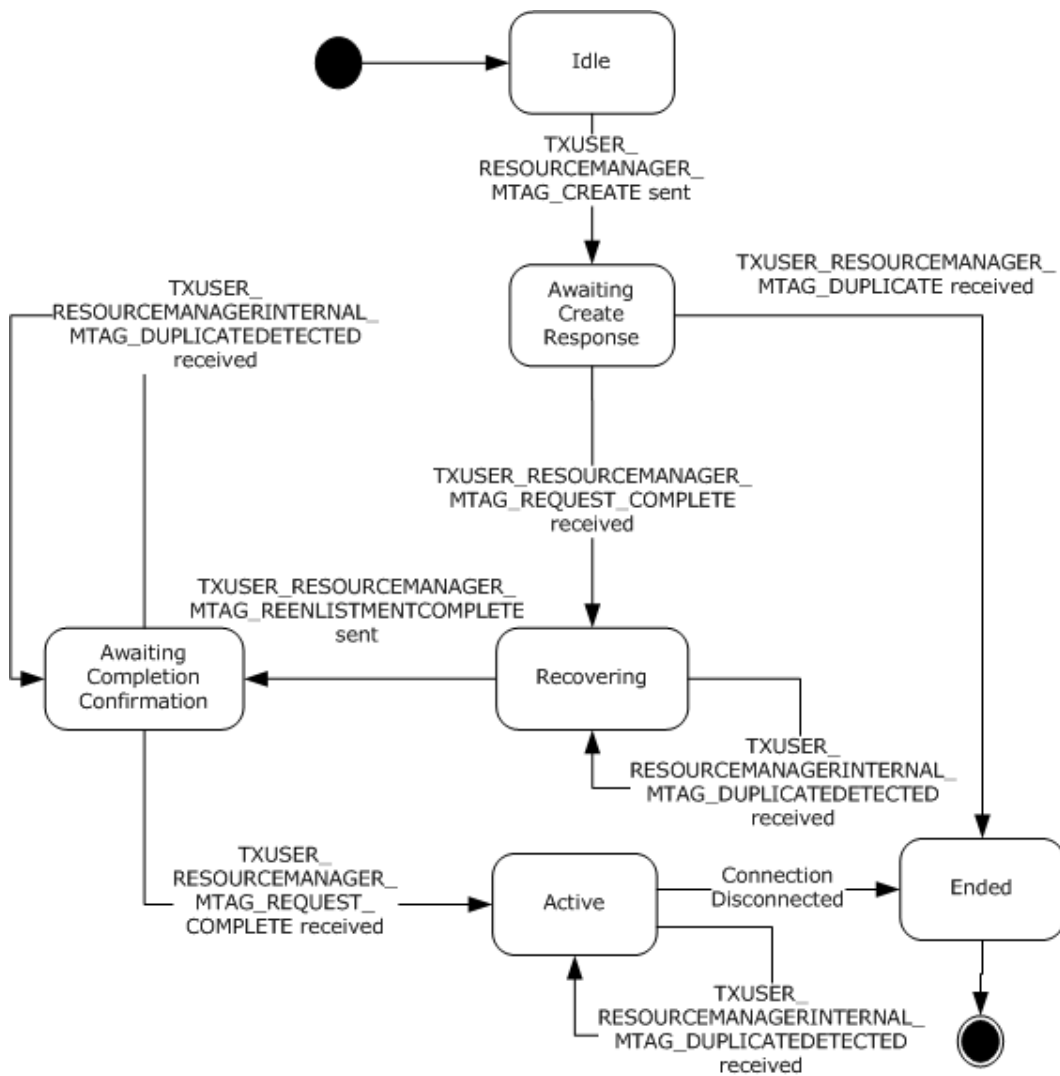 Idle
TXUSER_
RESOURCEMANAGER_
MTAG_CREATE sent
TXUSER_RESOURCEMANAGER_
MTAG_DUPLICATE received
TXUSER_
RESOURCEMANAGERINTERNAL_
MTAG_DUPLICATEDETECTED
received
Awaiting
Create
Response
TXUSER_RESOURCEMANAGER_
MTAG_REQUEST_COMPLETE
received
TXUSER_RESOURCEMANAGER_
MTAG_REENLISTMENTCOMPLETE
sent
Awaiting
Completion
Confirmation
Recovering
TXUSER_
RESOURCEMANAGERINTERNAL_
MTAG_DUPLICATEDETECTED
received
TXUSER_
RESOURCEMANAGER_
MTAG_REQUEST_
COMPLETE received
Active
Connection
Disconnected
Ended
TXUSER_
RESOURCEMANAGERINTERNAL_
MTAG_DUPLICATEDETECTED
received